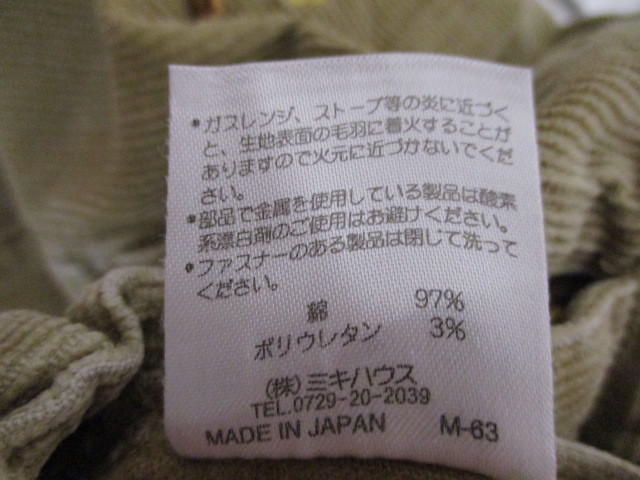 •ガスレンジ、ストーブ等の炎に近づく
と、生地表面の毛羽に着火することが
ありますので火元に近づかないでくだ
さい。
•部品で金属を使用している製品は酸素
系漂白剤のご使用はお避けください。
•ファスナーのある製品は閉じて洗って
ください。
綿 97%
ポリウレタン 3%
(株)ミキハウス
TEL.0729-20-2039
MADE IN JAPAN M-63